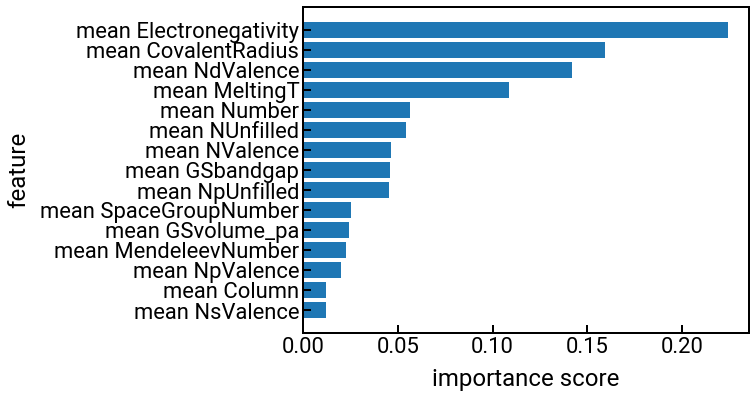 feature
mean Electronegativity
mean CovalentRadius
mean NdValence
mean MeltingT
mean Number
mean NUnfilled
mean NValence
mean GSbandgap
mean NpUnfilled
mean SpaceGroupNumber
mean GSvolume_pa
mean MendeleevNumber
mean NpValence
mean Column
mean NsValence
0.00 0.05 0.10 0.15 0.20
importance score